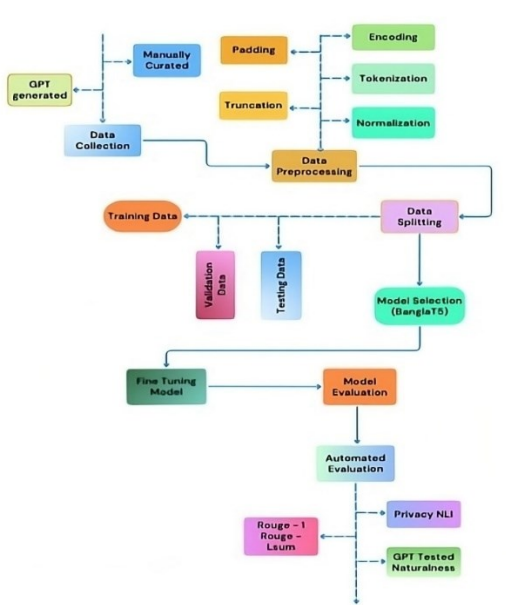 Manually
Curated
GPT
generated
Data
Collection
Padding
Encoding
Tokenization
Truncation
Normalization
Data
Preprocessing
Training Data
Data
Splitting
Validation
Data
Testing Data
Model Selection
(BanglaT5)
Fine Tuning
Model
Model
Evaluation
Automated
Evaluation
Privacy NLI
Rouge - 1
Rouge -
Lsum
GPT Tested
Naturalness